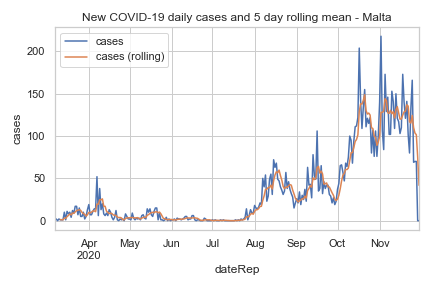 New COVID-19 daily cases and 5 day rolling mean - Malta
cases
cases (rolling)
cases
200
150
100
50
0
Apr May Jun Jul Aug Sep Oct Nov
2020
dateRep